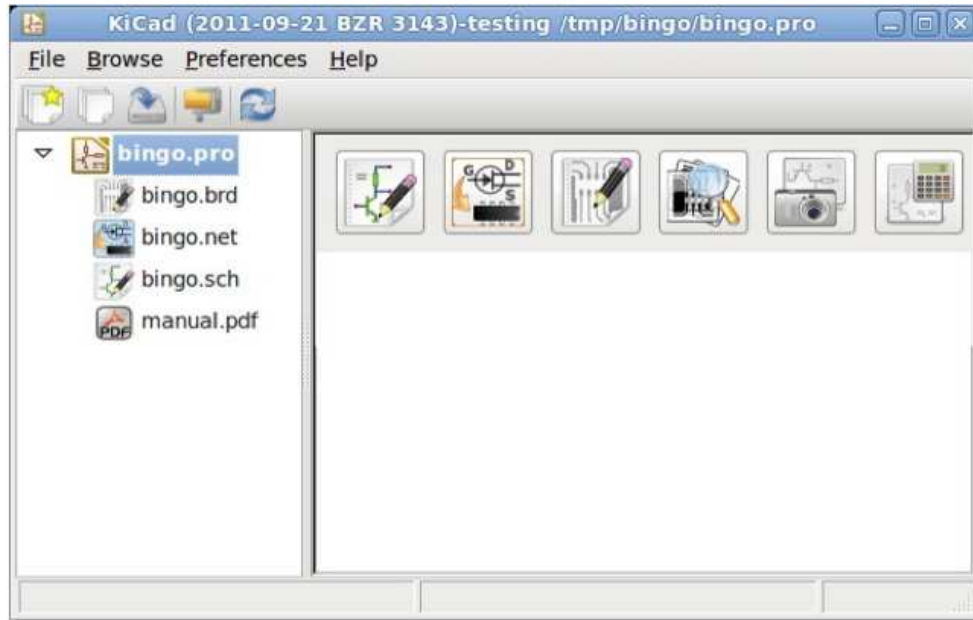 KiCad (2011-09-21 BZR 3143)-testing /tmp/bingo/bingo.pro
File Browse Preferences Help
bingo.pro
bingo.brd
bingo.net
bingo.sch
PDF manual.pdf
G D
S